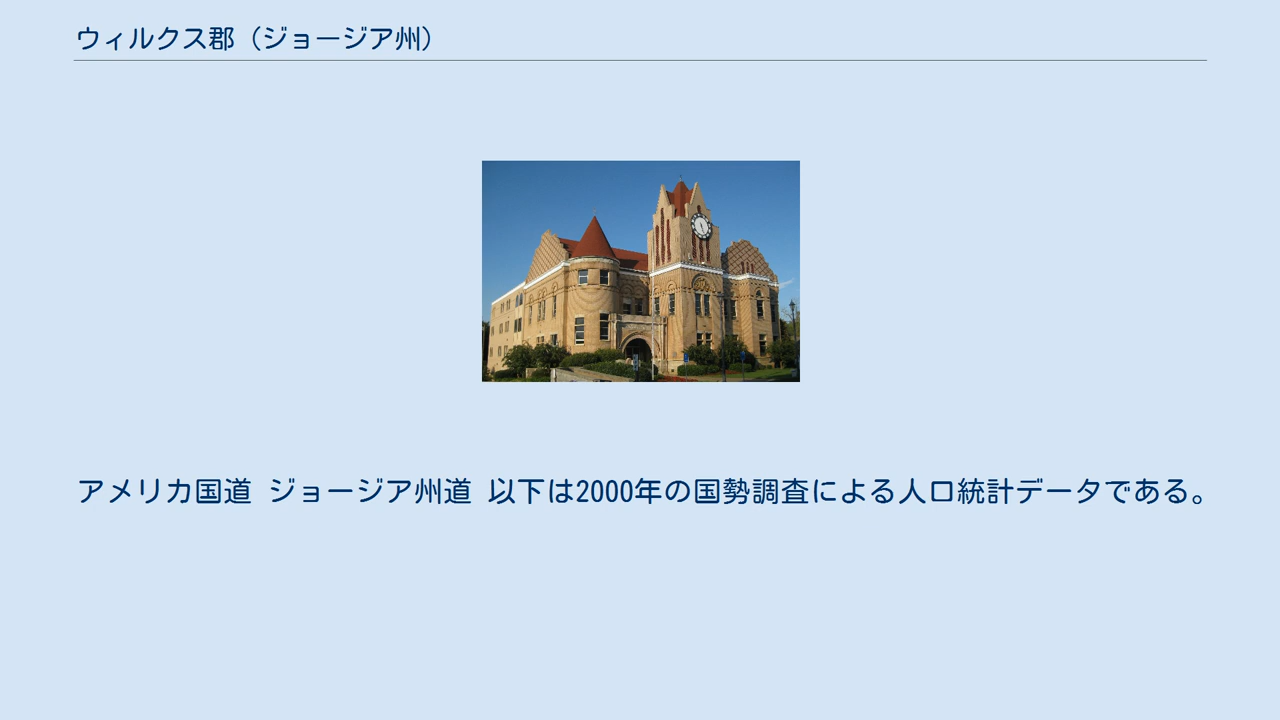 ウィルクス郡（ジョージア州）
アメリカ国道 ジョージア州道 以下は2000年の国勢調査による人口統計データである。